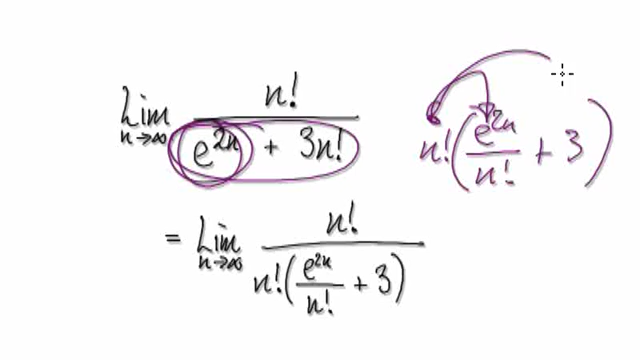 Lim n→∞ n! / (e^2n + 3n!)
n!(e^2n / n! + 3)
= Lim n→∞ n! / (n!(e^2n / n! + 3))